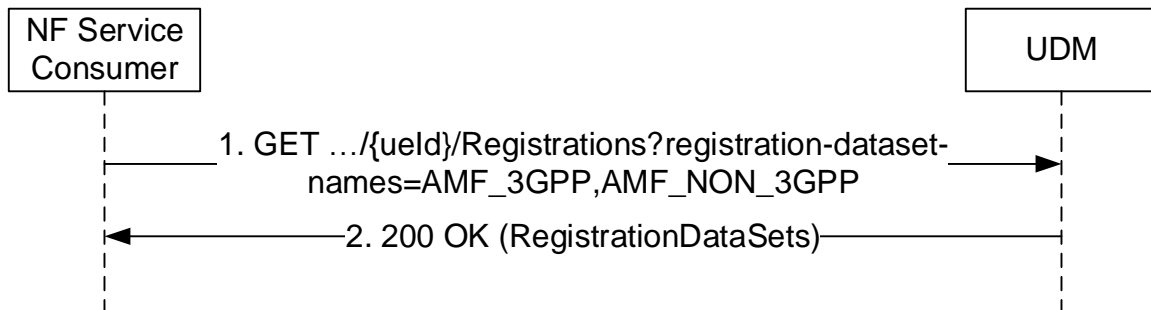 NF Service
Consumer
UDM
1. GET …/{ueId}/Registrations?registration-dataset-
names=AMF_3GPP,AMF_NON_3GPP
2. 200 OK (RegistrationDataSets)